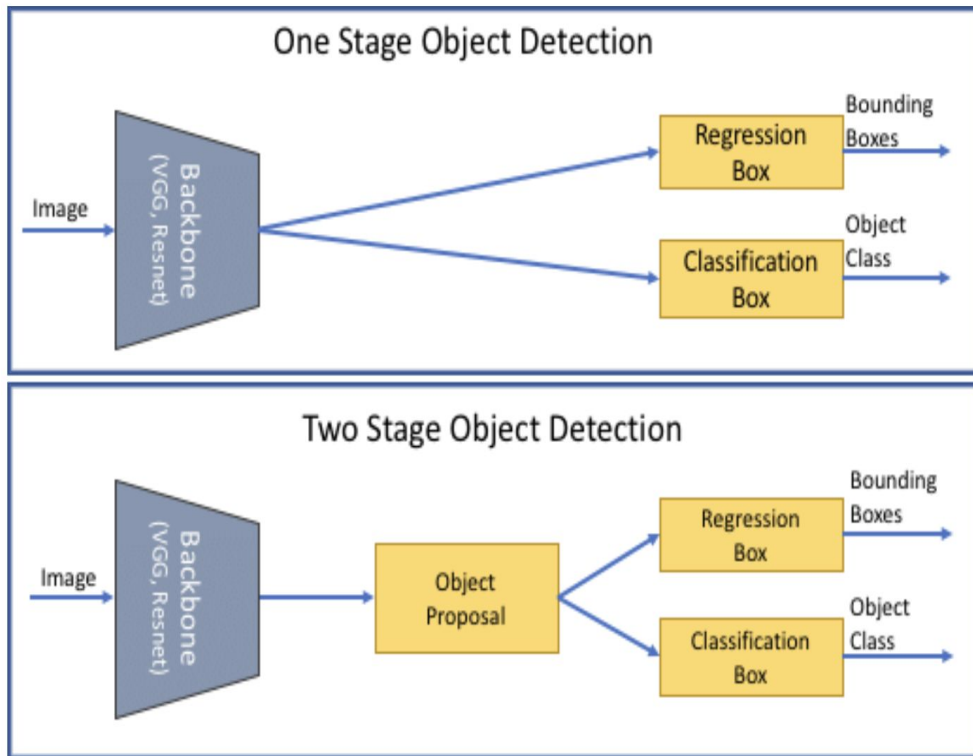 One Stage Object Detection
Image
Backbone
(VGG, Resnet)
Regression
Box
Bounding
Boxes
Classification
Box
Object
Class
Two Stage Object Detection
Image
Backbone
(VGG, Resnet)
Object
Proposal
Regression
Box
Bounding
Boxes
Classification
Box
Object
Class